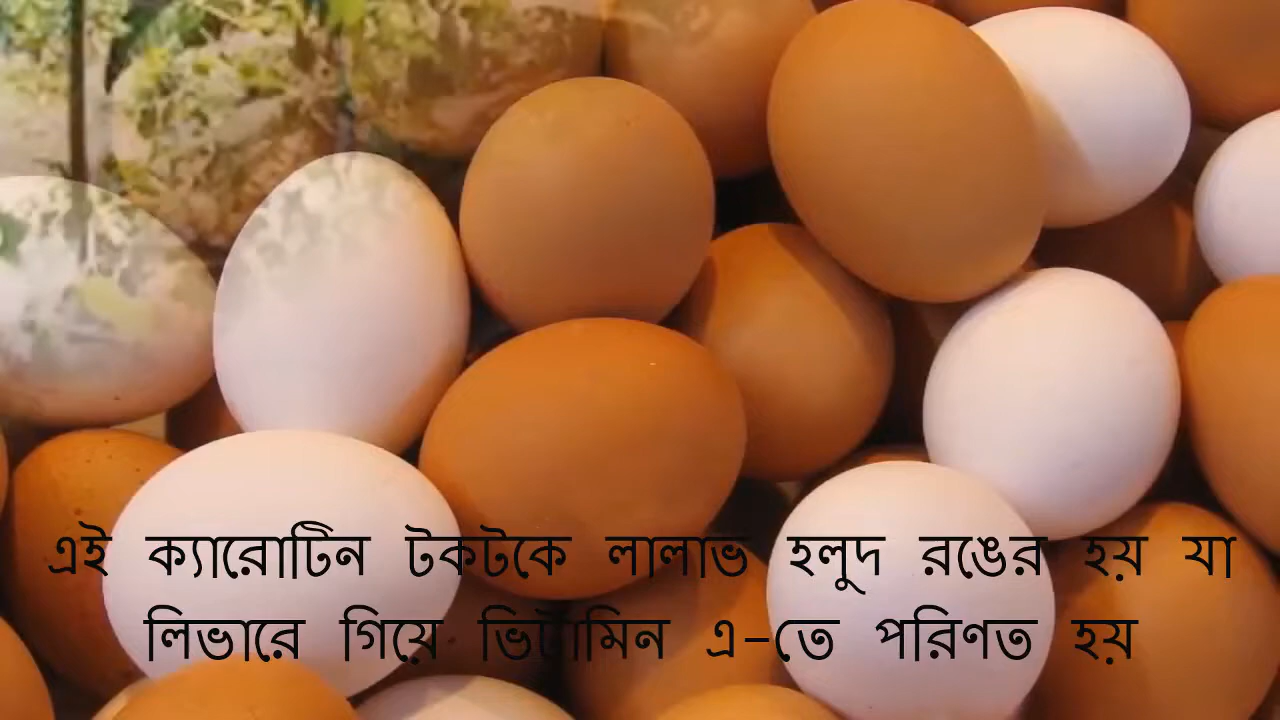 এই ক্যারোটিন টকটকে লালাভ হলুদ রঙের হয় যা
লিভারে গিয়ে ভিটামিন এ-তে পরিণত হয়